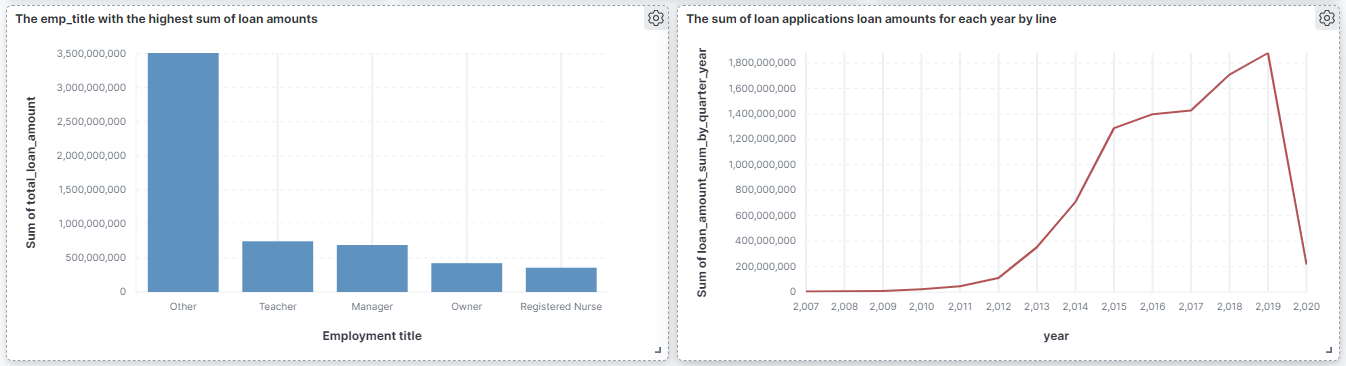 The emp_title with the highest sum of loan amounts
Sum of total_loan_amount
3,500,000,000
3,000,000,000
2,500,000,000
2,000,000,000
1,500,000,000
1,000,000,000
500,000,000
0
Other Teacher Manager Owner Registered Nurse
Employment title
The sum of loan applications loan amounts for each year by line
Sum of loan_amount_sum_by_quarter_year
1,800,000,000
1,600,000,000
1,400,000,000
1,200,000,000
1,000,000,000
800,000,000
600,000,000
400,000,000
200,000,000
0
2,007 2,008 2,009 2,010 2,011 2,012 2,013 2,014 2,015 2,016 2,017 2,018 2,019 2,020
year